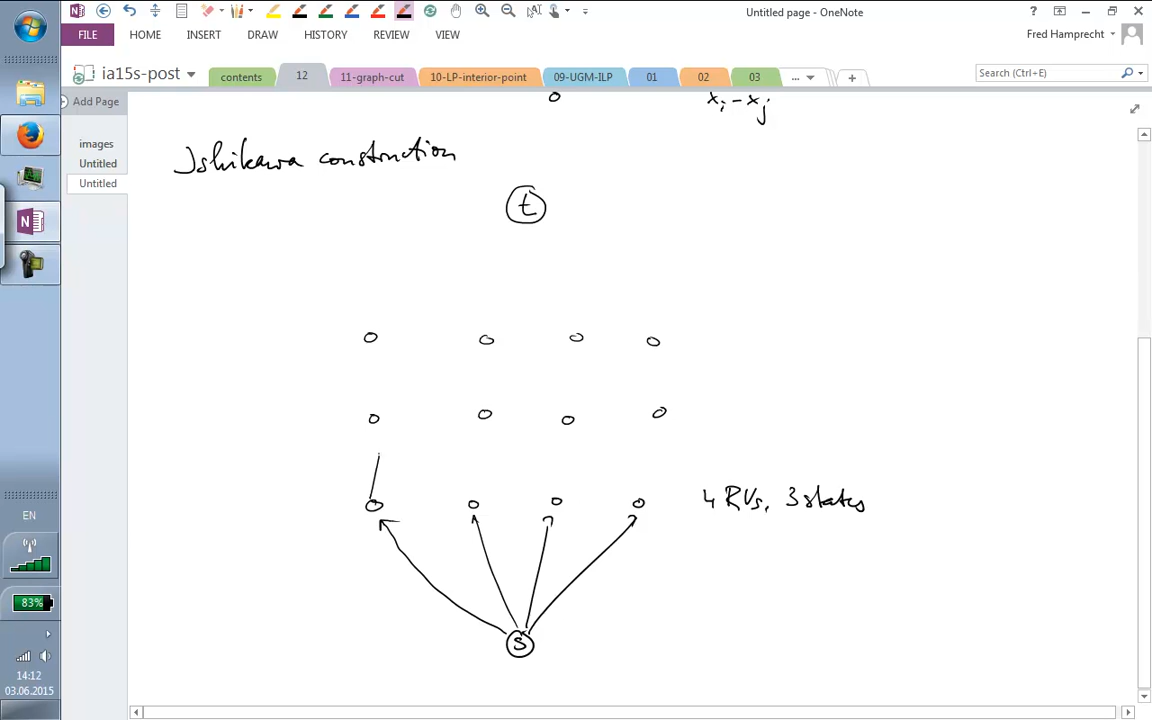 Untitled page - OneNote
Fred Hamprecht
FILE HOME INSERT DRAW HISTORY REVIEW VIEW
ia15s-post contents 12 11-graph-cut 10-LP-interior-point 09-UGM-ILP 01 02 03 ... Search (Ctrl+E)
Add Page
images
Untitled
Untitled
xi - xj
Ishikawa construction
t
4 RVs, 3 states
s
EN
83%
14:12
03.06.2015